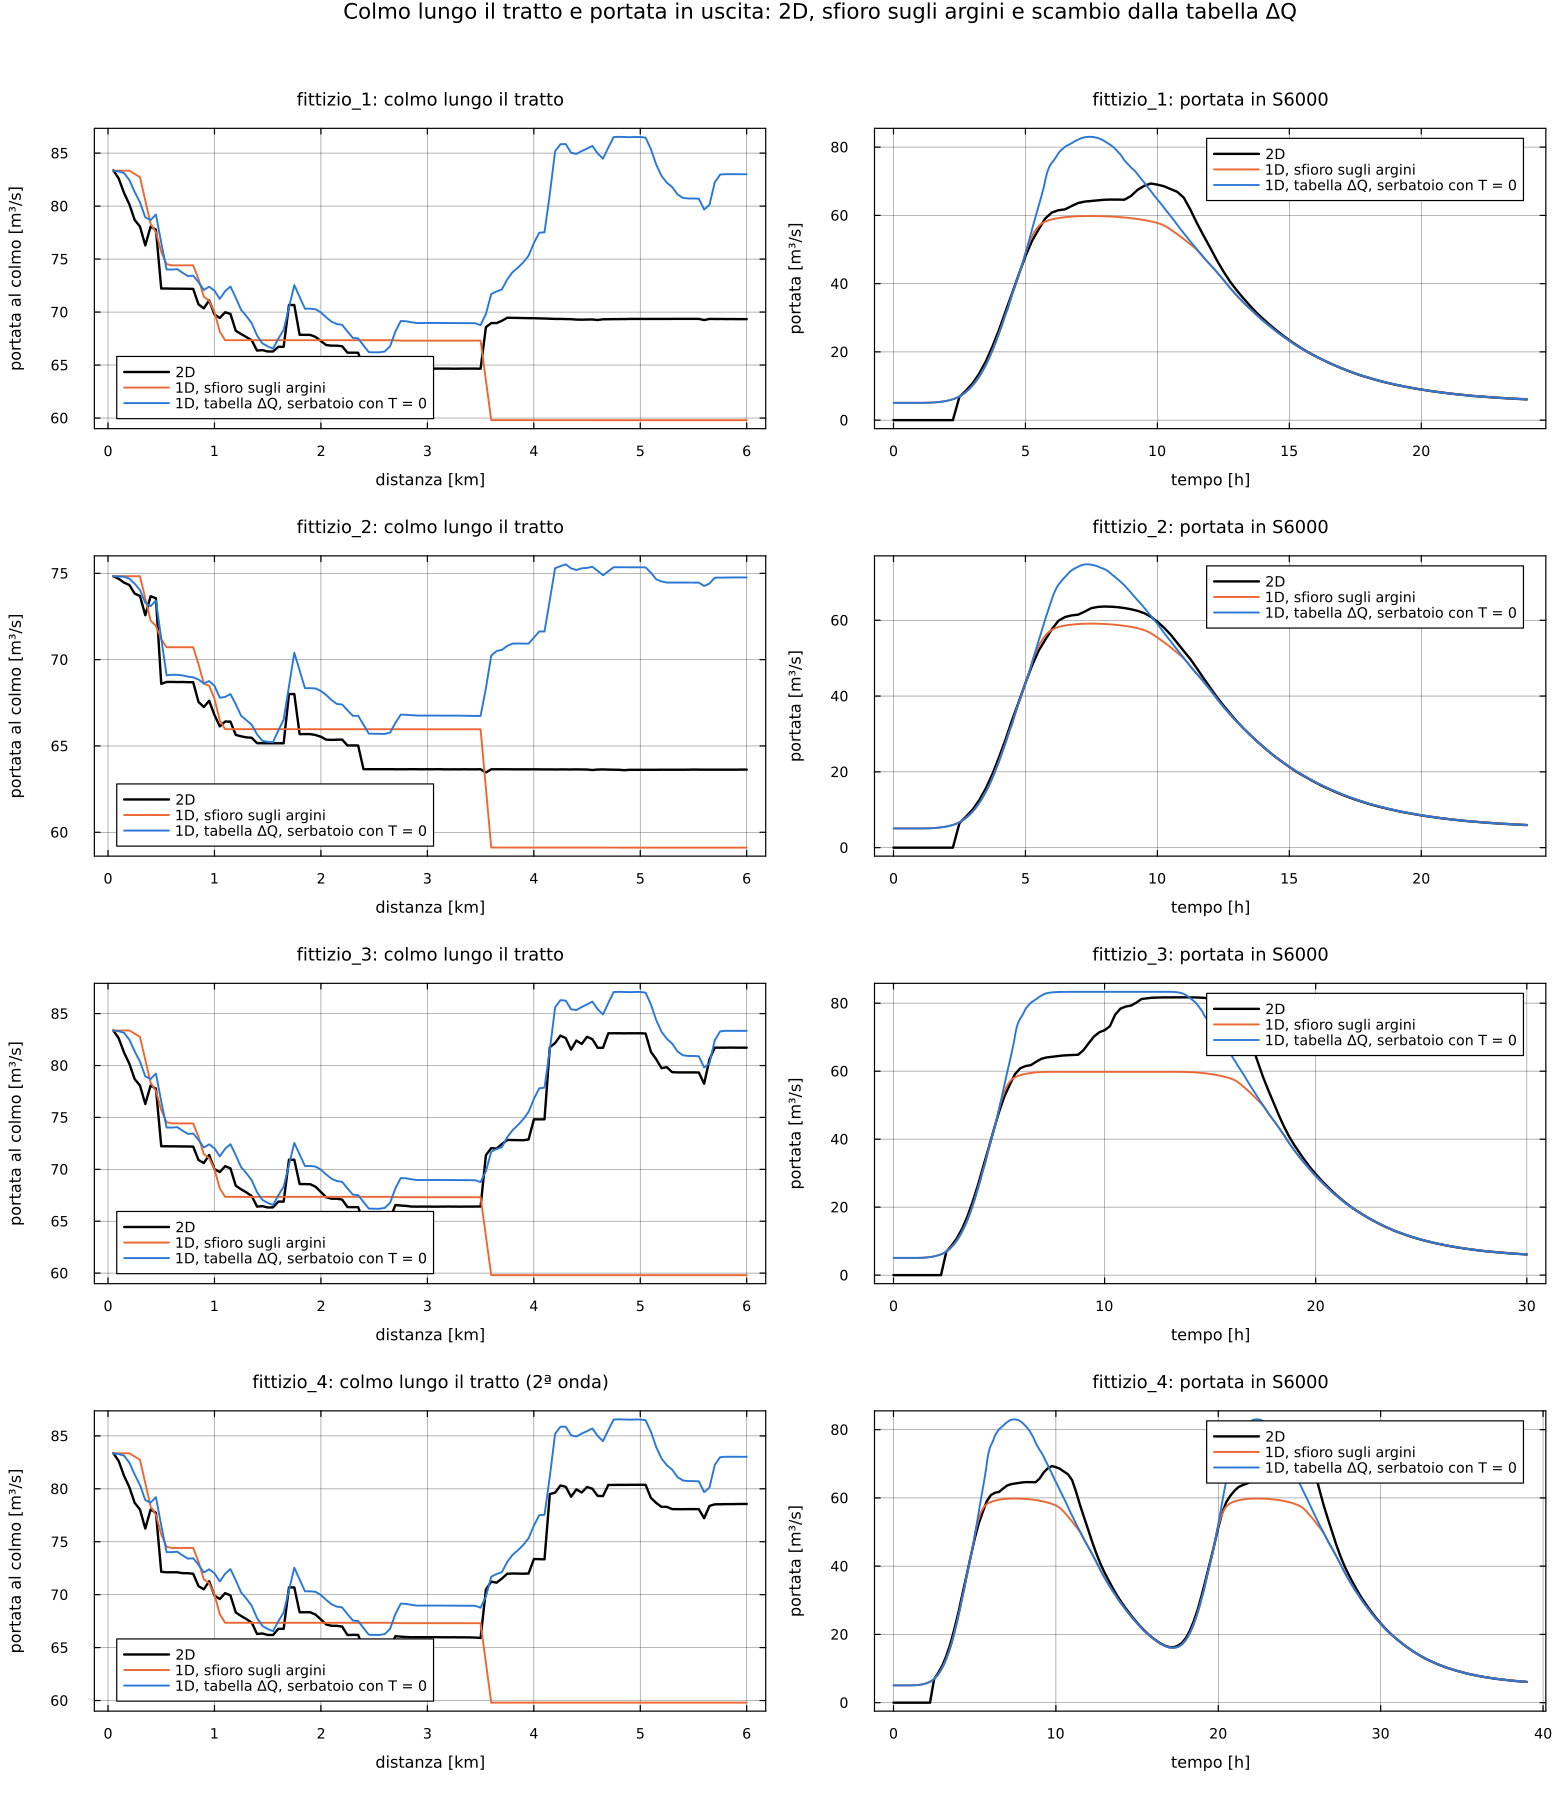 Colmo lungo il tratto e portata in uscita: 2D, sfioro sugli argini e scambio dalla tabella ΔQ
fittizio_1: colmo lungo il tratto
portata al colmo [m³/s]
85
80
75
70
65
60
2D
1D, sfioro sugli argini
1D, tabella ΔQ, serbatoio con T = 0
0 1 2 3 4 5 6
distanza [km]
fittizio_1: portata in S6000
portata [m³/s]
80
60
40
20
0
2D
1D, sfioro sugli argini
1D, tabella ΔQ, serbatoio con T = 0
0 5 10 15 20
tempo [h]
fittizio_2: colmo lungo il tratto
portata al colmo [m³/s]
75
70
65
60
2D
1D, sfioro sugli argini
1D, tabella ΔQ, serbatoio con T = 0
0 1 2 3 4 5 6
distanza [km]
fittizio_2: portata in S6000
portata [m³/s]
60
40
20
0
2D
1D, sfioro sugli argini
1D, tabella ΔQ, serbatoio con T = 0
0 5 10 15 20
tempo [h]
fittizio_3: colmo lungo il tratto
portata al colmo [m³/s]
85
80
75
70
65
60
2D
1D, sfioro sugli argini
1D, tabella ΔQ, serbatoio con T = 0
0 1 2 3 4 5 6
distanza [km]
fittizio_3: portata in S6000
portata [m³/s]
80
60
40
20
0
2D
1D, sfioro sugli argini
1D, tabella ΔQ, serbatoio con T = 0
0 10 20 30
tempo [h]
fittizio_4: colmo lungo il tratto (2ª onda)
portata al colmo [m³/s]
85
80
75
70
65
60
2D
1D, sfioro sugli argini
1D, tabella ΔQ, serbatoio con T = 0
0 1 2 3 4 5 6
distanza [km]
fittizio_4: portata in S6000
portata [m³/s]
80
60
40
20
0
2D
1D, sfioro sugli argini
1D, tabella ΔQ, serbatoio con T = 0
0 10 20 30 40
tempo [h]